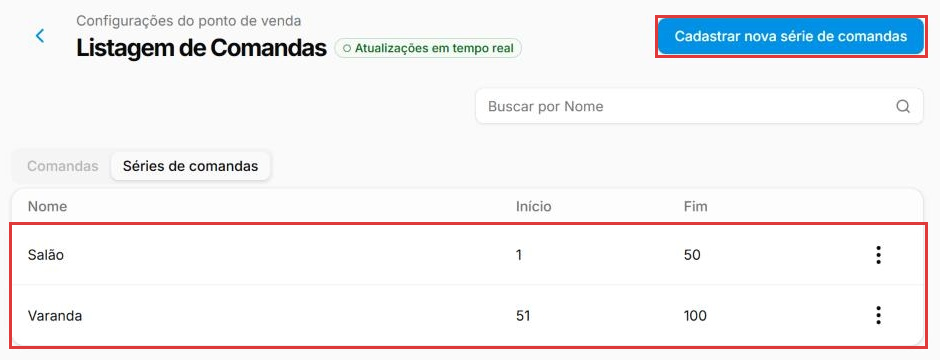 Configurações do ponto de venda
Listagem de Comandas
Atualizações em tempo real
Cadastrar nova série de comandas
Buscar por Nome
Comandas
Séries de comandas
Nome Início Fim
Salão 1 50
Varanda 51 100